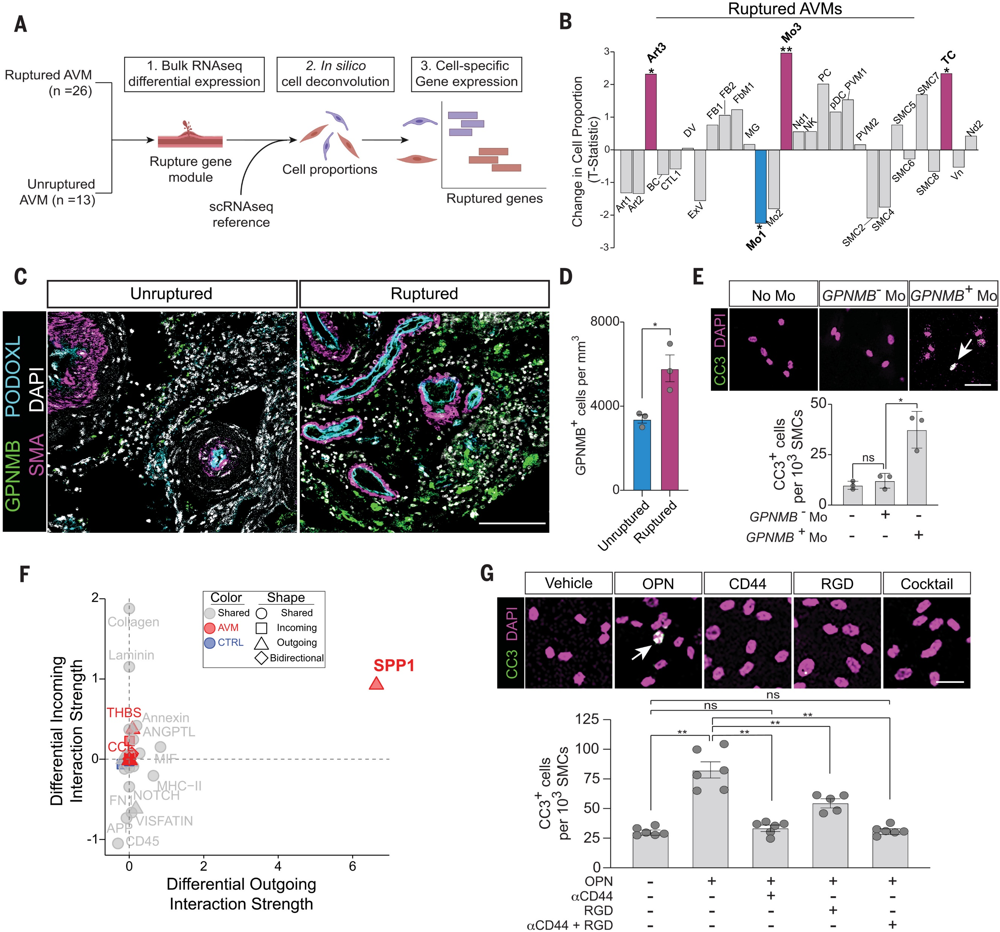 A
Ruptured AVM
(n =26)
Unruptured
AVM (n =13)
1. Bulk RNAseq
differential expression
2. In silico
cell deconvolution
3. Cell-specific
Gene expression
Rupture gene
module
scRNAseq
reference
Cell proportions
Ruptured genes
B
Ruptured AVMs
Change in Cell Proportion
(T-Statistic)
3
2
1
0
-1
-2
-3
Art1
Art2
Art3
*
BC
CTL1
DV
ExV
FB1
FB2
FbM1
MG
Mo1
*
Mo2
Mo3
**
Nd1
NK
PC
pDC
PVM1
PVM2
SMC2
SMC4
SMC5
SMC6
SMC7
SMC8
TC
*
Vn
Nd2
C
Unruptured
Ruptured
GPNMB PODOXL
SMA DAPI
D
GPNMB+ cells per mm3
8000
4000
0
*
Unruptured
Ruptured
E
No Mo
GPNMB- Mo
GPNMB+ Mo
CC3 DAPI
CC3+ cells
per 103 SMCs
50
25
0
ns
*
GPNMB - Mo - + -
GPNMB + Mo - - +
F
Differential Incoming
Interaction Strength
2
1
0
-1
Color Shape
Shared Shared
AVM Incoming
CTRL Outgoing
Bidirectional
Collagen
Laminin
SPP1
THBS
Annexin
ANGPTL
CCL
MIF
MHC-II
FN1
NOTCH
VISFATIN
APP
CD45
0 2 4 6
Differential Outgoing
Interaction Strength
G
Vehicle
OPN
CD44
RGD
Cocktail
CC3 DAPI
CC3+ cells
per 103 SMCs
125
100
75
50
25
0
ns
ns
**
**
** **
OPN - + + + +
αCD44 - - + - -
RGD - - - + -
αCD44 + RGD - - - - +